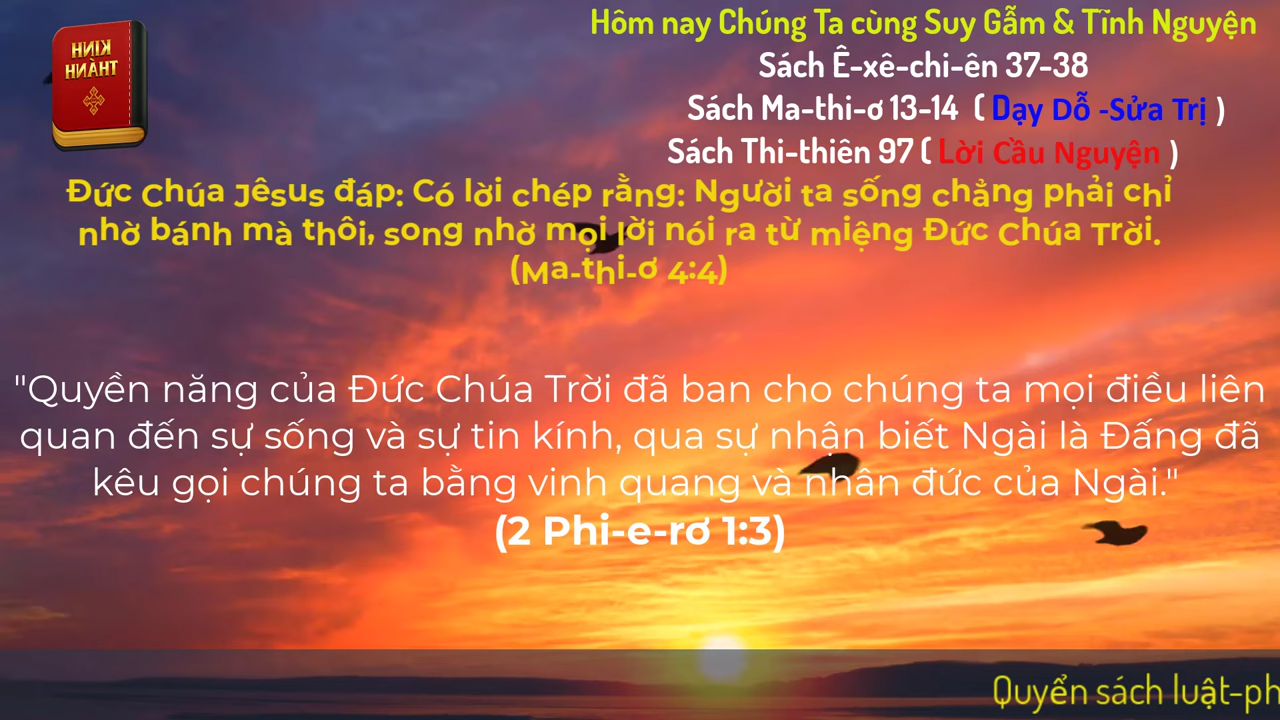 KINH
THÀNH
Hôm nay Chúng Ta cùng Suy Gẫm & Tĩnh Nguyện
Sách Ê-xê-chi-ên 37-38
Sách Ma-thi-ơ 13-14 ( Dạy Dỗ -Sửa Trị )
Sách Thi-thiên 97 ( Lời Cầu Nguyện )
Đức Chúa Jêsus đáp: Có lời chép rằng: Người ta sống chẳng phải chỉ
nhờ bánh mà thôi, song nhờ mọi lời nói ra từ miệng Đức Chúa Trời.
(Ma-thi-ơ 4:4)
"Quyền năng của Đức Chúa Trời đã ban cho chúng ta mọi điều liên
quan đến sự sống và sự tin kính, qua sự nhận biết Ngài là Đấng đã
kêu gọi chúng ta bằng vinh quang và nhân đức của Ngài."
(2 Phi-e-rơ 1:3)
Quyển sách luật-ph